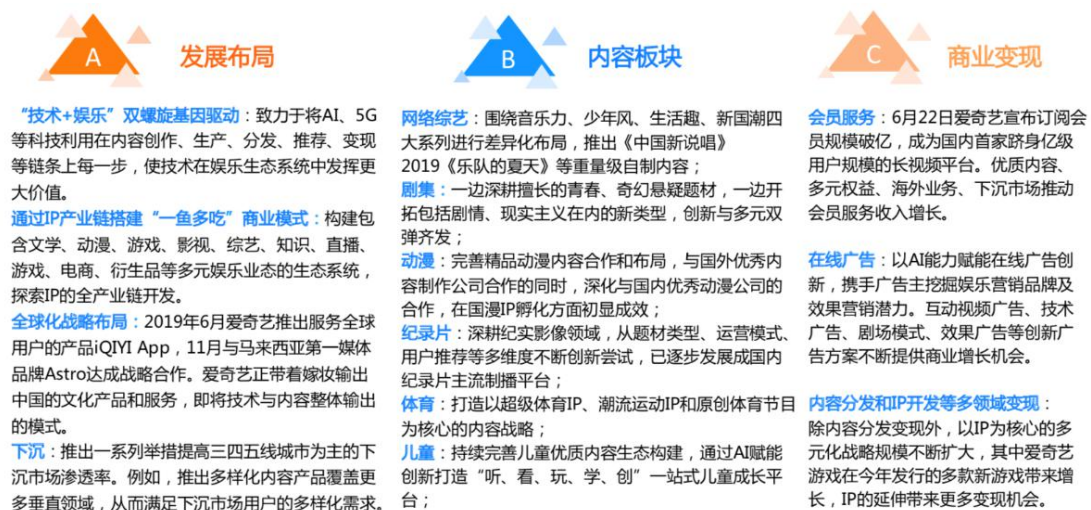 A 发展布局
“技术+娱乐”双螺旋基因驱动：致力于将AI、5G
等科技利用在内容创作、生产、分发、推荐、变现
等链条上每一步，使技术在娱乐生态系统中发挥更
大价值。
通过IP产业链搭建“一鱼多吃”商业模式：构建包
含文学、动漫、游戏、影视、综艺、知识、直播、
游戏、电商、衍生品等多元娱乐业态的生态系统，
探索IP的全产业链开发。
全球化战略布局：2019年6月爱奇艺推出服务全球
用户的产品iQIYI App，11月与马来西亚第一媒体
品牌Astro达成战略合作。爱奇艺正带着嫁妆输出
中国的文化产品和服务，即将技术与内容整体输出
的模式。
下沉：推出一系列举措提高三四五线城市为主的下
沉市场渗透率。例如，推出多样化内容产品覆盖更
多垂直领域，从而满足下沉市场用户的多样化需求。
B 内容板块
网络综艺：围绕音乐力、少年风、生活趣、新国潮四
大系列进行差异化布局，推出《中国新说唱》
2019《乐队的夏天》等重量级自制内容；
剧集：一边深耕擅长的青春、奇幻悬疑题材，一边开
拓包括剧情、现实主义在内的新类型，创新与多元双
弹齐发；
动漫：完善精品动漫内容合作和布局，与国外优秀内
容制作公司合作的同时，深化与国内优秀动漫公司的
合作，在国漫IP孵化方面初显成效；
纪录片：深耕纪实影像领域，从题材类型、运营模式、
用户推荐等多维度不断创新尝试，已逐步发展成国内
纪录片主流制播平台；
体育：打造以超级体育IP、潮流运动IP和原创体育节目
为核心的内容战略；
儿童：持续完善儿童优质内容生态构建，通过AI赋能
创新打造“听、看、玩、学、创”一站式儿童成长平
台；
C 商业变现
会员服务：6月22日爱奇艺宣布订阅会
员规模破亿，成为国内首家跻身亿级
用户规模的长视频平台。优质内容、
多元权益、海外业务、下沉市场推动
会员服务收入增长。
在线广告：以AI能力赋能在线广告创
新，携手广告主挖掘娱乐营销品牌及
效果营销潜力。互动视频广告、技术
广告、剧场模式、效果广告等创新广
告方案不断提供商业增长机会。
内容分发和IP开发等多领域变现：
除内容分发变现外，以IP为核心的多
元化战略规模不断扩大，其中爱奇艺
游戏在今年发行的多款新游戏带来增
长，IP的延伸带来更多变现机会。